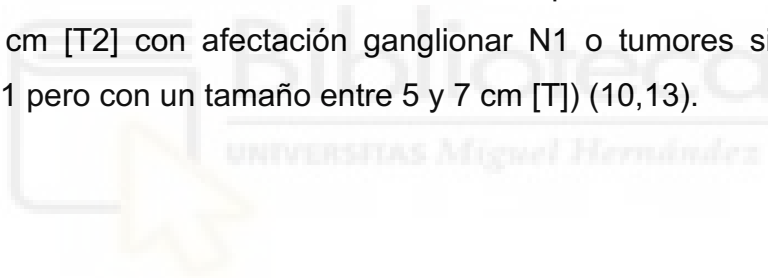 cm [T2] con afectación ganglionar N1 o tumores si
1 pero con un tamaño entre 5 y 7 cm [T]) (10,13).
Biblioteca
UNIVERSITAS Miguel Hernández